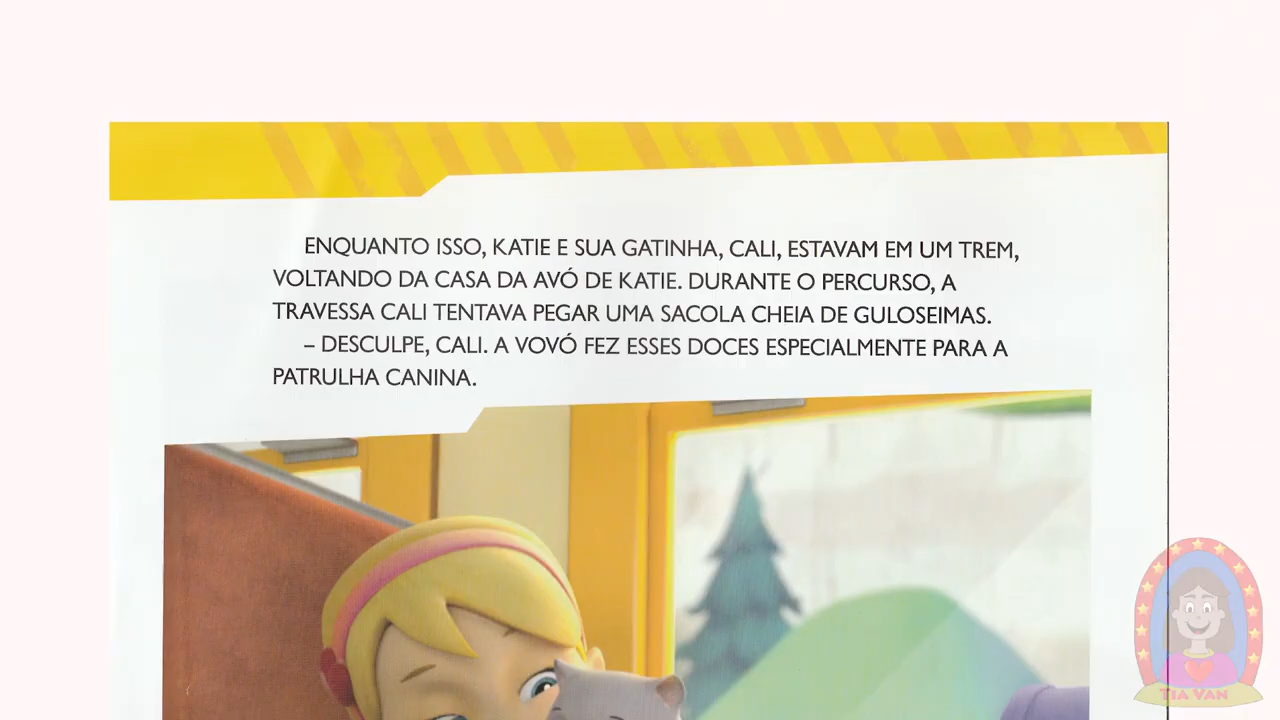 ENQUANTO ISSO, KATIE E SUA GATINHA, CALI, ESTAVAM EM UM TREM,
VOLTANDO DA CASA DA AVÓ DE KATIE. DURANTE O PERCURSO, A
TRAVESSA CALI TENTAVA PEGAR UMA SACOLA CHEIA DE GULOSEIMAS.
– DESCULPE, CALI. A VOVÓ FEZ ESSES DOCES ESPECIALMENTE PARA A
PATRULHA CANINA.
TIA VAN